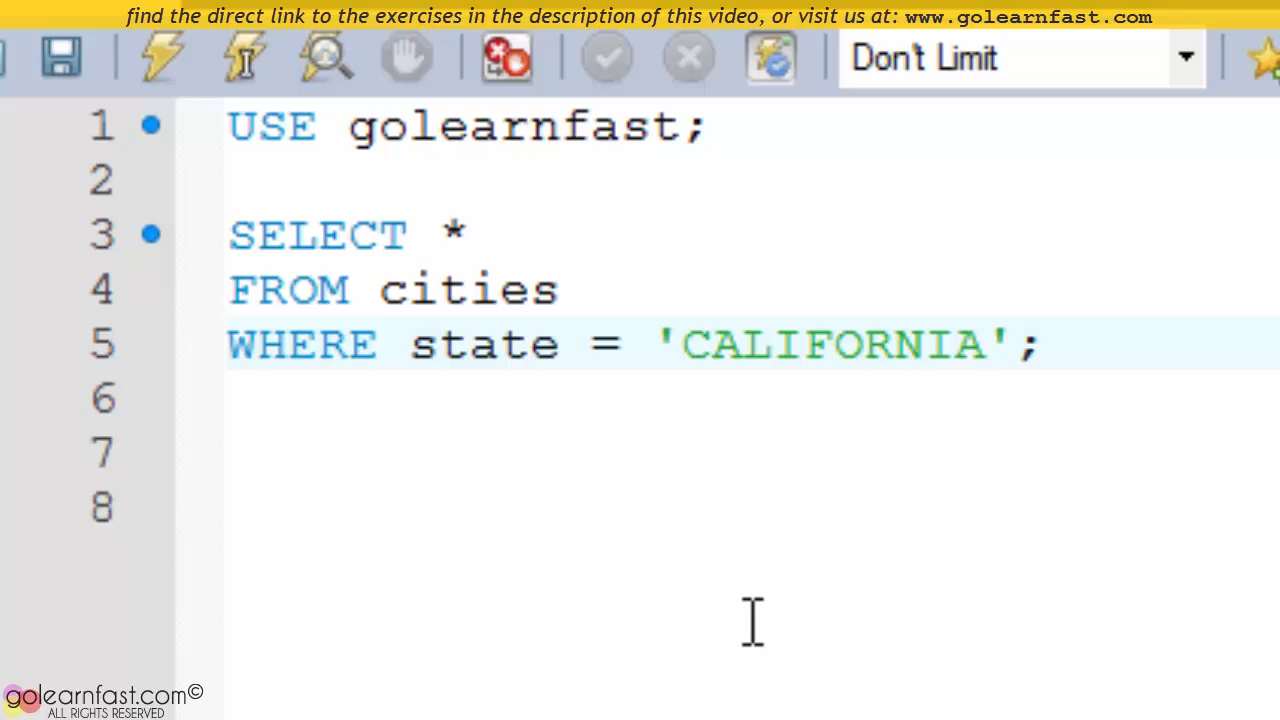 find the direct link to the exercises in the description of this video, or visit us at: www.golearnfast.com
Don't Limit
1 USE golearnfast;
2
3 SELECT *
4 FROM cities
5 WHERE state = 'CALIFORNIA';
6
7
8
golearnfast.com©
ALL RIGHTS RESERVED